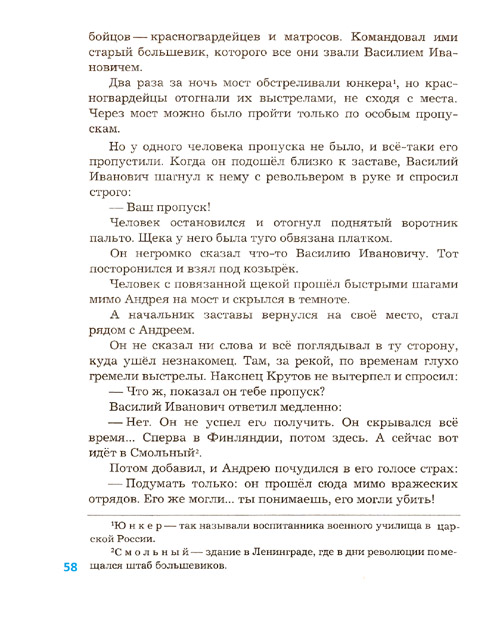 бойцов — красногвардейцев и матросов. Командовал ими
старый большевик, которого все они звали Василием Ива-
новичем.
Два раза за ночь мост обстреливали юнкера¹, но крас-
ногвардейцы отогнали их выстрелами, не сходя с места.
Через мост можно было пройти только по особым пропу-
скам.
Но у одного человека пропуска не было, и всё-таки его
пропустили. Когда он подошёл близко к заставе, Василий
Иванович шагнул к нему с револьвером в руке и спросил
строго:
— Ваш пропуск!
Человек остановился и отогнул поднятый воротник
пальто. Щека у него была туго обвязана платком.
Он негромко сказал что-то Василию Ивановичу. Тот
посторонился и взял под козырёк.
Человек с повязанной щекой прошёл быстрыми шагами
мимо Андрея на мост и скрылся в темноте.
А начальник заставы вернулся на своё место, стал
рядом с Андреем.
Он не сказал ни слова и всё поглядывал в ту сторону,
куда ушёл незнакомец. Там, за рекой, по временам глухо
гремели выстрелы. Наконец Крутов не вытерпел и спросил:
— Что ж, показал он тебе пропуск?
Василий Иванович ответил медленно:
— Нет. Он не успел его получить. Он скрывался всё
время... Сперва в Финляндии, потом здесь. А сейчас вот
идёт в Смольный².
Потом добавил, и Андрею почудился в его голосе страх:
— Подумать только: он прошёл сюда мимо вражеских
отрядов. Его же могли... ты понимаешь, его могли убить!
¹Юнкер — так называли воспитанника военного училища в цар-
ской России.
²Смольный — здание в Ленинграде, где в дни революции поме-
щался штаб большевиков.
58